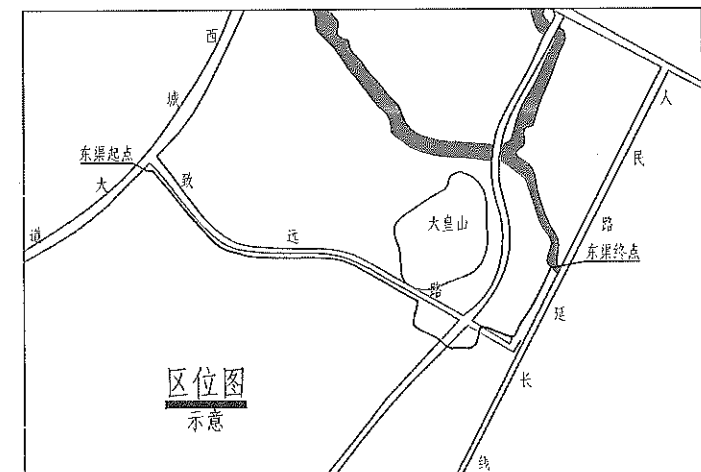 西城大道
东渠起点
致远路
大皇山
人民路延长线
东渠终点
区位图
示意